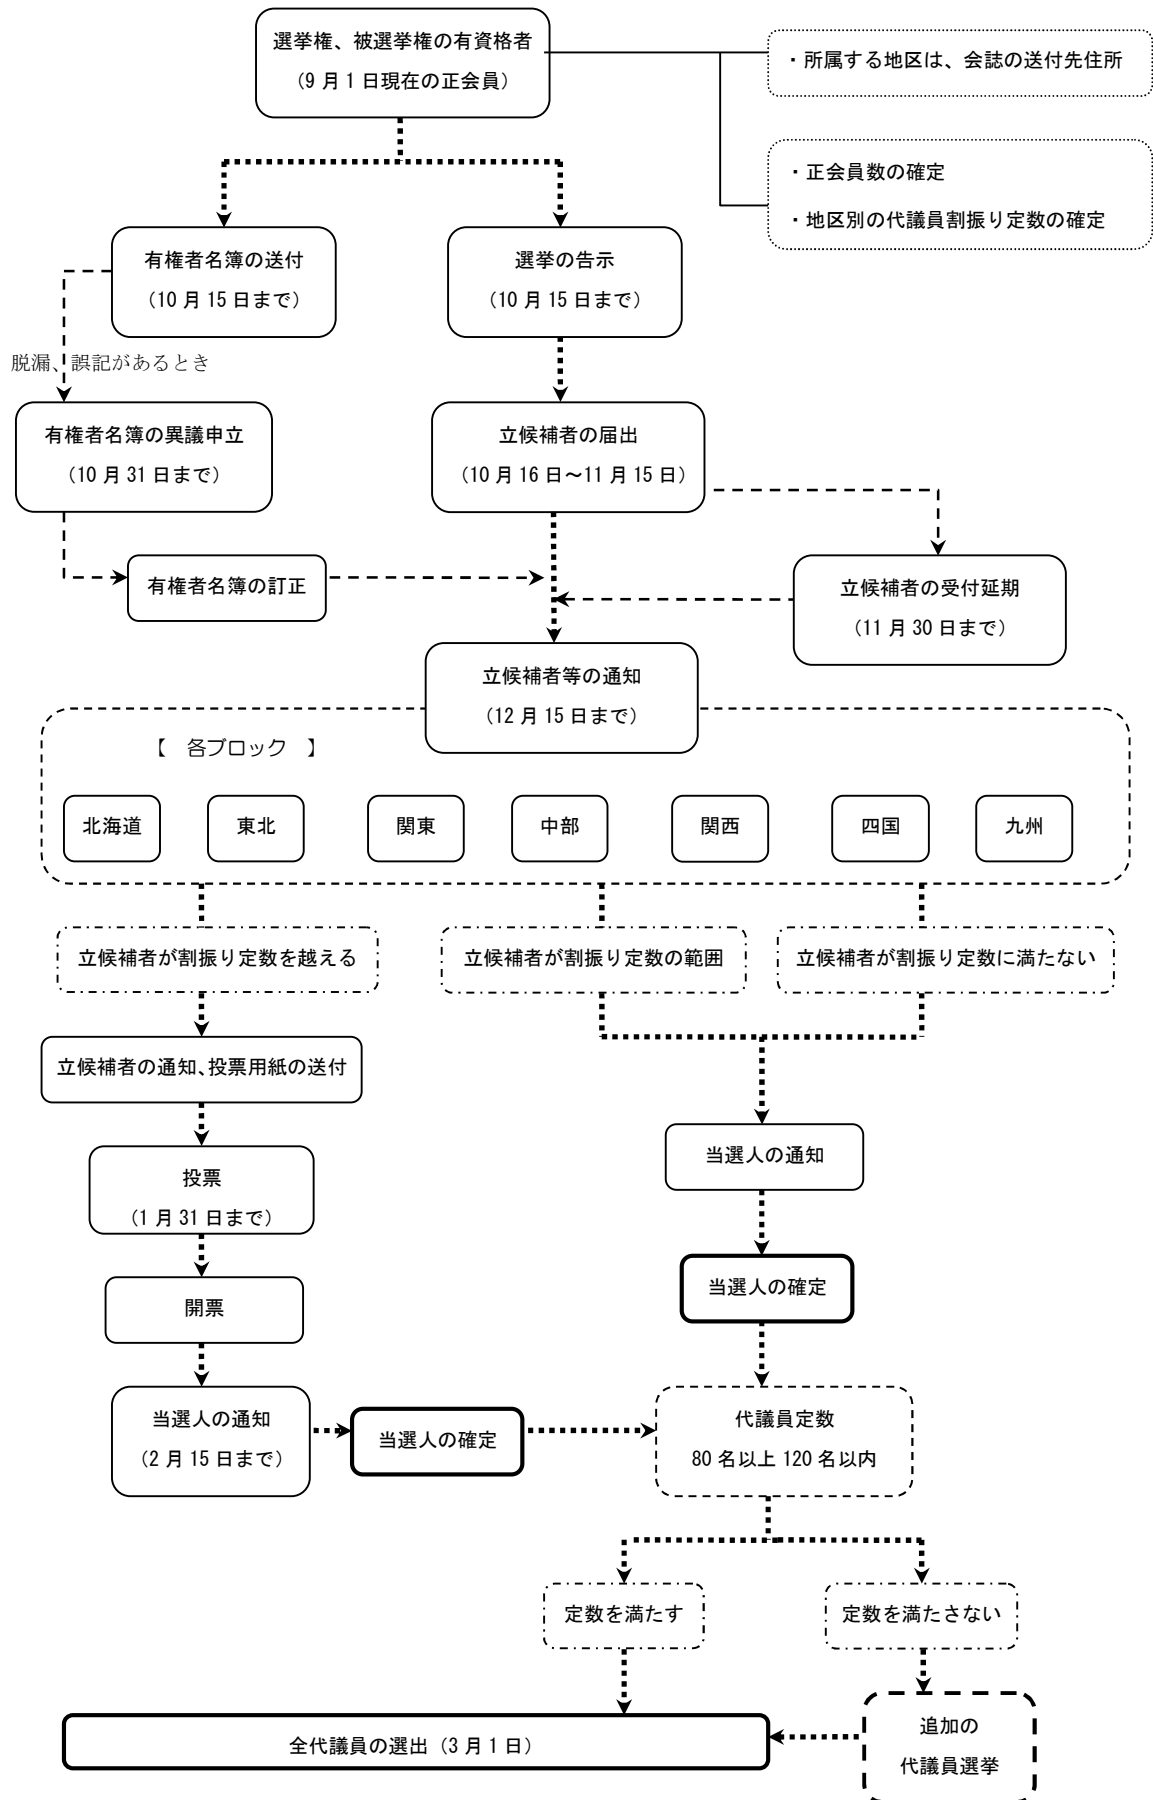 選挙権、被選挙権の有資格者
（9月1日現在の正会員）
・所属する地区は、会誌の送付先住所
・正会員数の確定
・地区別の代議員割振り定数の確定
有権者名簿の送付
（10月15日まで）
選挙の告示
（10月15日まで）
脱漏、誤記があるとき
有権者名簿の異議申立
（10月31日まで）
立候補者の届出
（10月16日～11月15日）
有権者名簿の訂正
立候補者の受付延期
（11月30日まで）
立候補者等の通知
（12月15日まで）
【　各ブロック　】
北海道
東北
関東
中部
関西
四国
九州
立候補者が割振り定数を越える
立候補者が割振り定数の範囲
立候補者が割振り定数に満たない
立候補者の通知、投票用紙の送付
当選人の通知
投票
（1月31日まで）
当選人の確定
開票
当選人の通知
（2月15日まで）
当選人の確定
代議員定数
80名以上120名以内
定数を満たす
定数を満たさない
全代議員の選出（3月1日）
追加の
代議員選挙